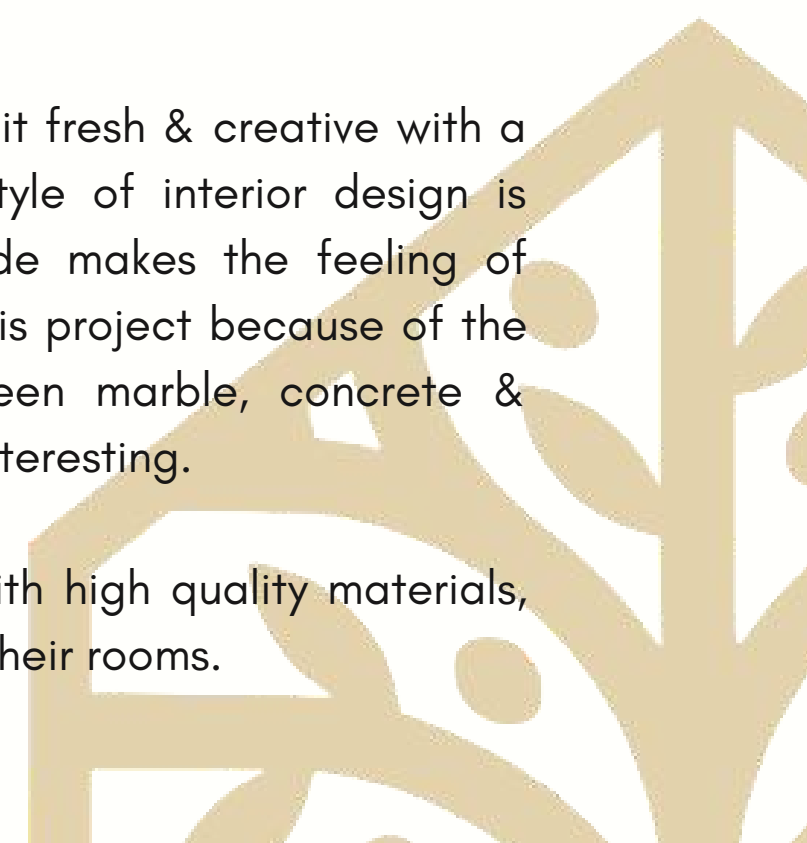 it fresh & creative with a
tyle of interior design is
de makes the feeling of
is project because of the
een marble, concrete &
teresting.
ith high quality materials,
heir rooms.